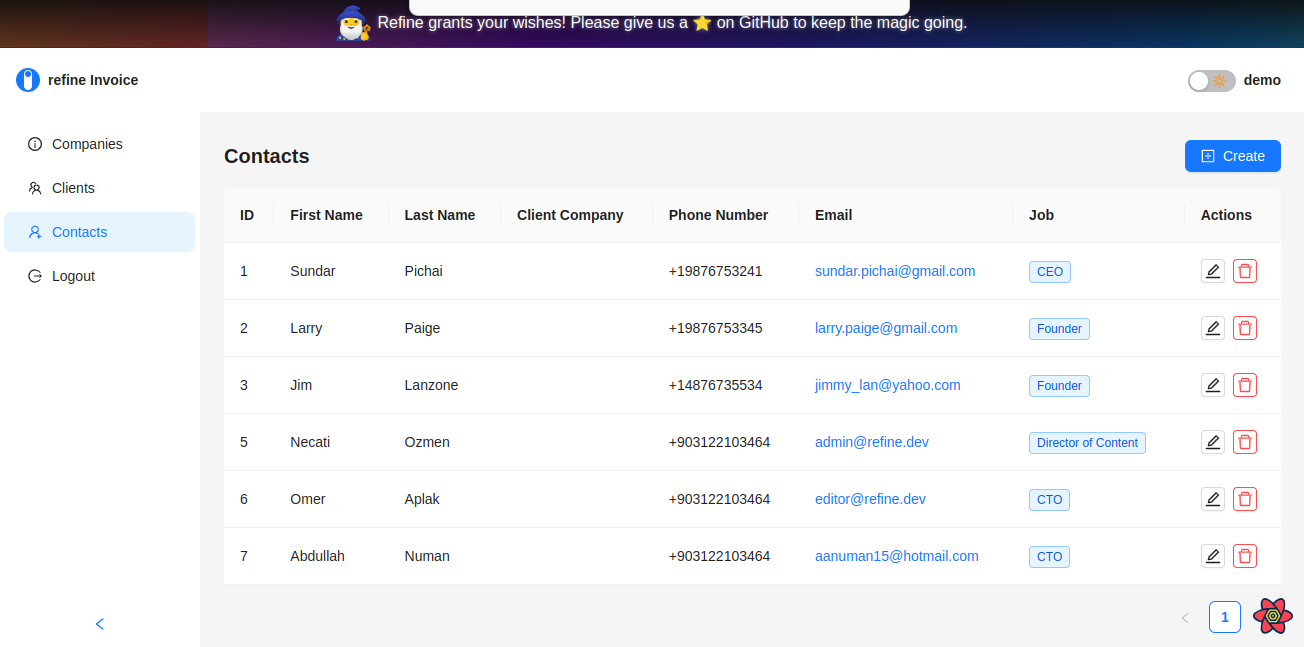 Refine grants your wishes! Please give us a ⭐ on GitHub to keep the magic going.
refine Invoice
demo
Companies
Clients
Contacts
Logout
Contacts
Create
ID First Name Last Name Client Company Phone Number Email Job Actions
1 Sundar Pichai +19876753241 sundar.pichai@gmail.com CEO
2 Larry Paige +19876753345 larry.paige@gmail.com Founder
3 Jim Lanzone +14876735534 jimmy_lan@yahoo.com Founder
5 Necati Ozmen +903122103464 admin@refine.dev Director of Content
6 Omer Aplak +903122103464 editor@refine.dev CTO
7 Abdullah Numan +903122103464 aanuman15@hotmail.com CTO
1